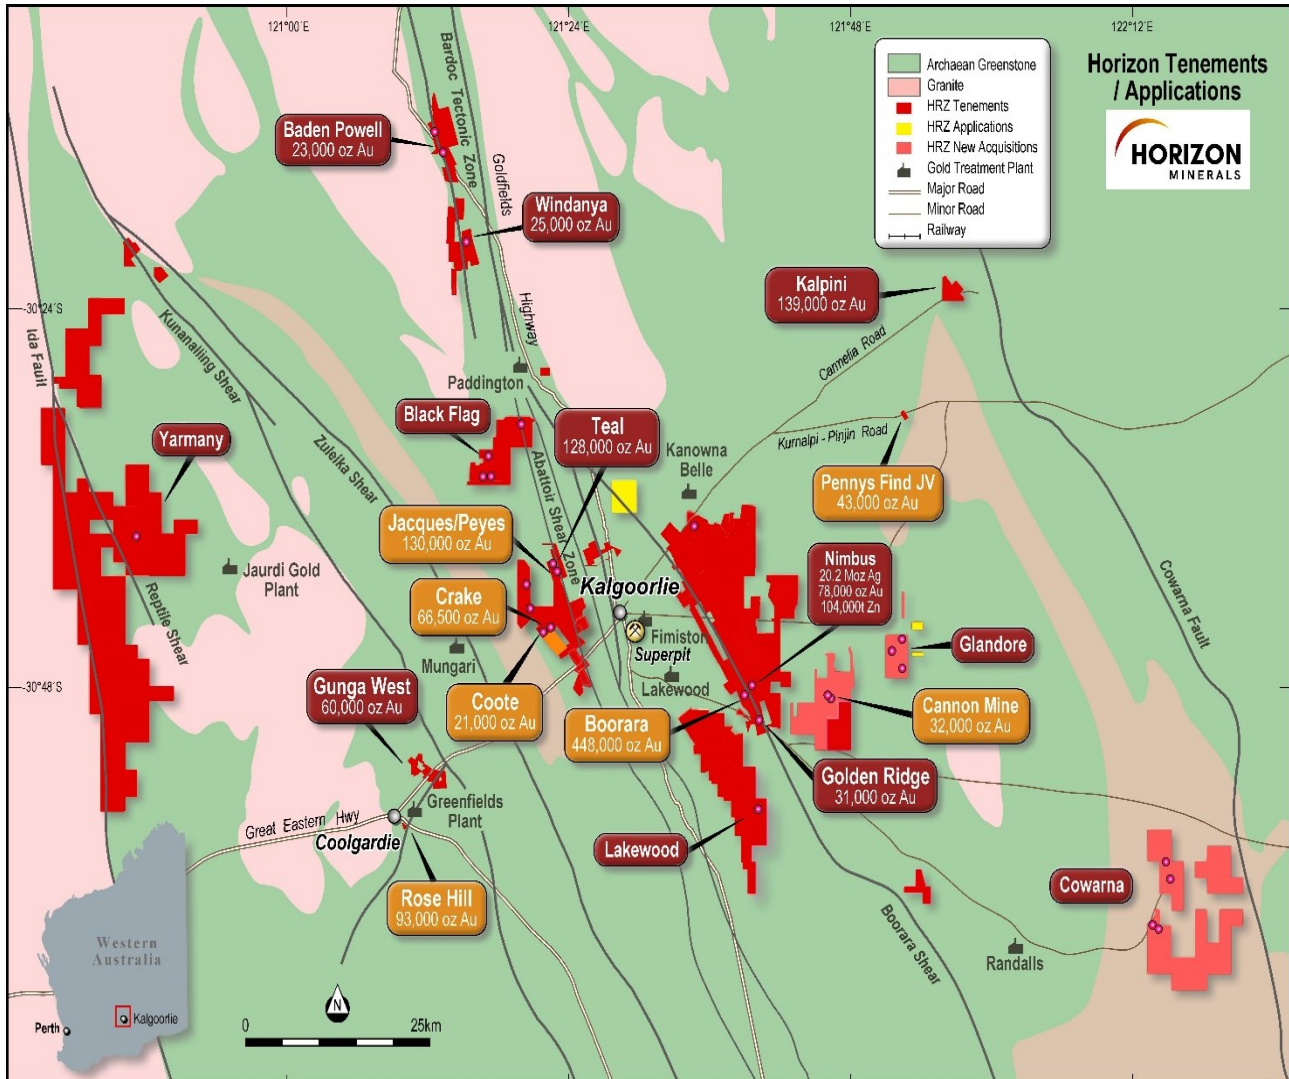 121°00´E
121°24´E
121°48´E
122°12´E
Archaean Greenstone
Granite
HRZ Tenements
HRZ Applications
HRZ New Acquisitions
Gold Treatment Plant
Major Road
Minor Road
Railway
Horizon Tenements
/ Applications
HORIZON
MINERALS
Baden Powell
23,000 oz Au
Bardoc Tectonic Zone
Goldfields
Highway
Windanya
25,000 oz Au
Kalpini
139,000 oz Au
-30°24´S
Ida Fault
Kunanalling Shear
Carmelia Road
Paddington
Black Flag
Teal
128,000 oz Au
Kurnalpi - Pinjin Road
Yarmany
Zuleika Shear
Abattoir Shear Zone
Kanowna
Belle
Pennys Find JV
43,000 oz Au
Jacques/Peyes
130,000 oz Au
Jaurdi Gold
Plant
Reptile Shear
Crake
66,500 oz Au
Kalgoorlie
Nimbus
20.2 Moz Ag
78,000 oz Au
104,000t Zn
Cowarna Fault
Fimiston
Superpit
Glandore
Mungari
Lakewood
-30°48´S
Gunga West
60,000 oz Au
Coote
21,000 oz Au
Boorara
448,000 oz Au
Cannon Mine
32,000 oz Au
Golden Ridge
31,000 oz Au
Greenfields
Plant
Great Eastern Hwy
Coolgardie
Lakewood
Rose Hill
93,000 oz Au
Boorara Shear
Cowarna
Randalls
Western
Australia
Perth
Kalgoorlie
N
0
25km